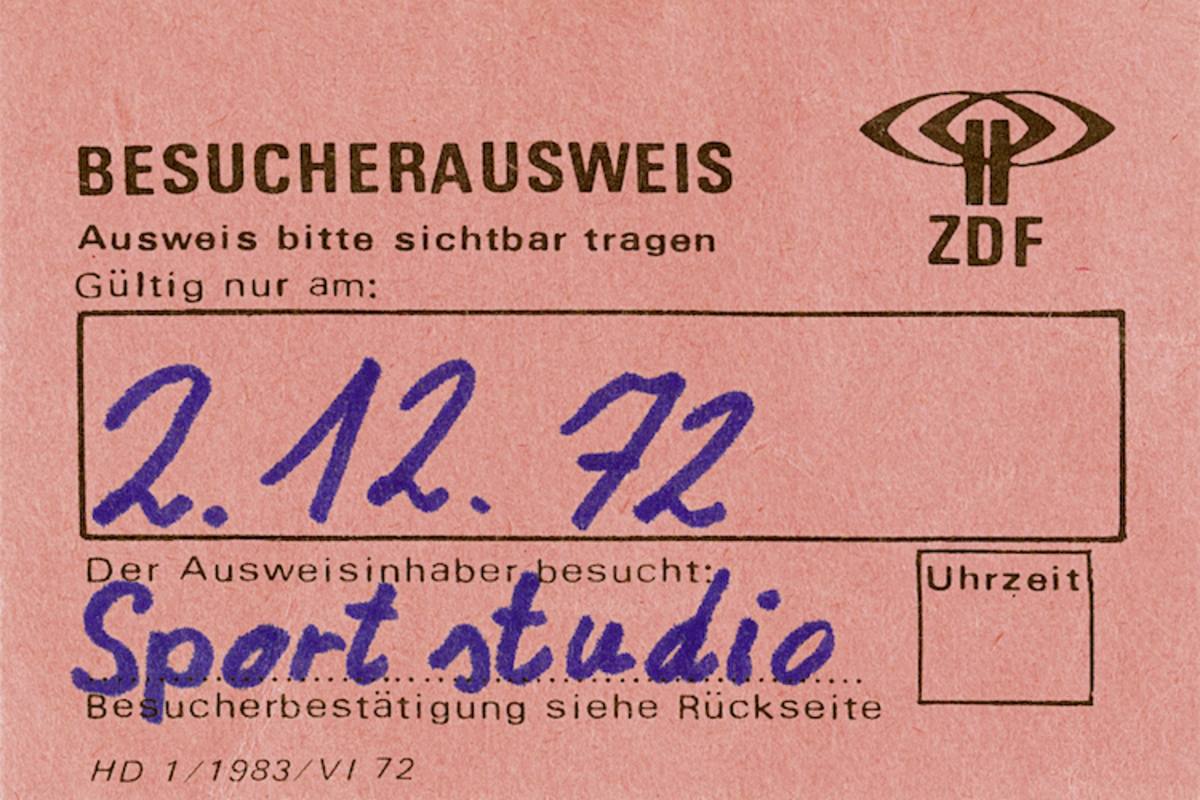 BESUCHERAUSWEIS
Ausweis bitte sichtbar tragen
Gültig nur am:
ZDF
2. 12. 72
Der Ausweisinhaber besucht:
Uhrzeit
Sport studio
Besucherbestätigung siehe Rückseite
HD 1/1983/VI 72